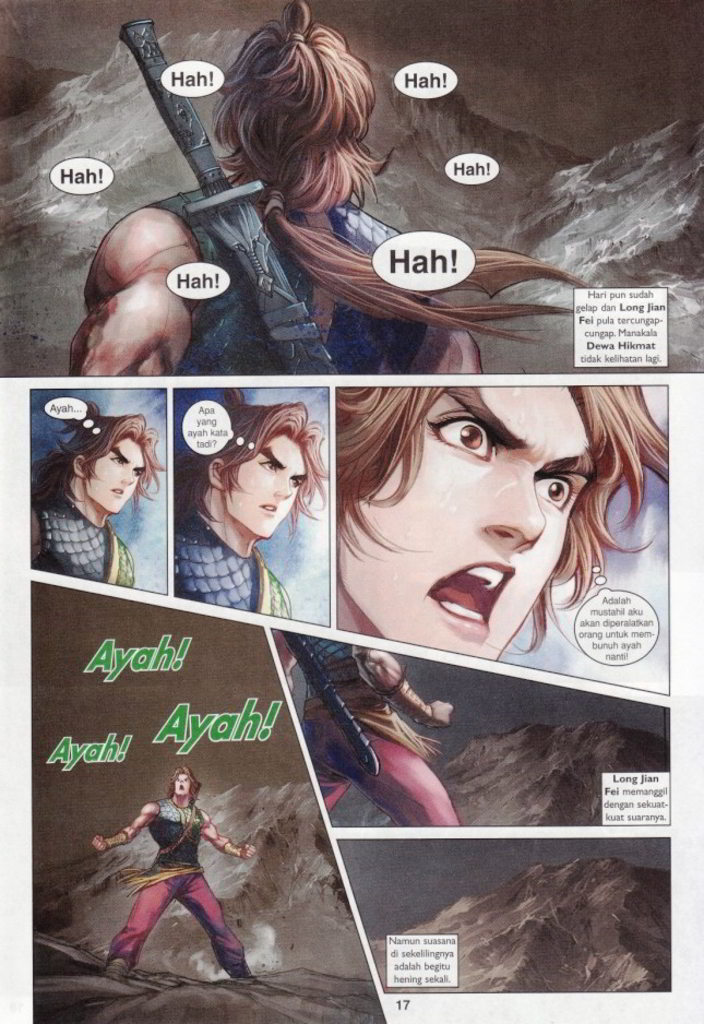 Hah!
Hah!
Hah!
Hah!
Hah!
Hah!
Hari pun sudah
gelap dan Long Jian
Fei pula tercungap-
cungap. Manakala
Dewa Hikmat
tidak kelihatan lagi.
Ayah...
Apa
yang
ayah kata
tadi?
Adalah
mustahil aku
akan diperalatkan
orang untuk mem-
bunuh ayah
nanti!
Ayah!
Ayah!
Ayah!
Long Jian
Fei memanggil
dengan sekuat-
kuat suaranya.
Namun suasana
di sekelilingnya
adalah begitu
hening sekali.
17